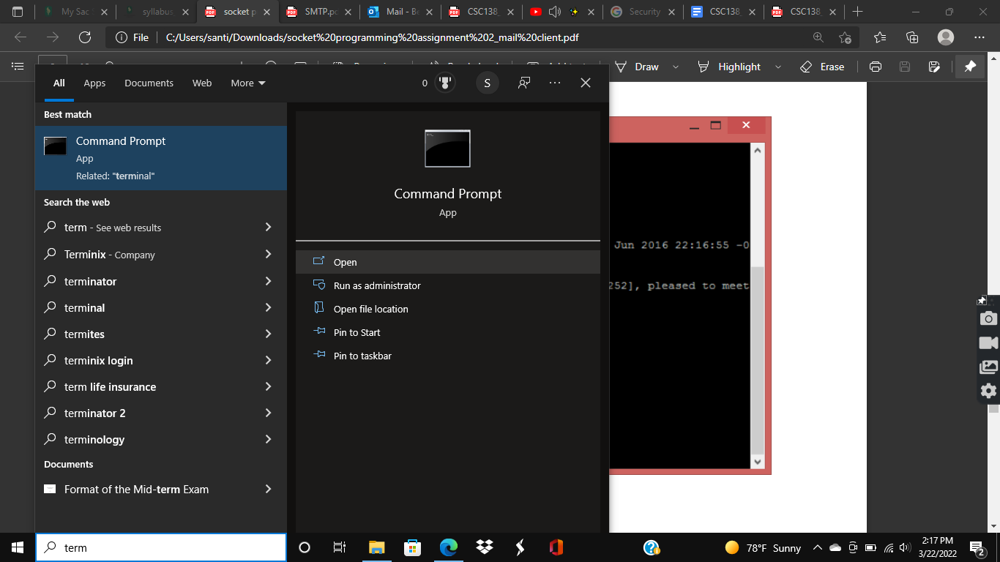 My Sac
syllabus
socket p
SMTP.pd
Mail - Be
CSC138_
Security
CSC138_
CSC138_
File
C:/Users/santi/Downloads/socket%20programming%20assignment%202_mail%20client.pdf
Draw
Highlight
Erase
All Apps Documents Web More
0
S
Best match
Command Prompt
App
Related: "terminal"
Search the web
term - See web results
Terminix - Company
terminator
terminal
termites
terminix login
term life insurance
terminator 2
terminology
Documents
Format of the Mid-term Exam
Command Prompt
App
Open
Run as administrator
Open file location
Pin to Start
Pin to taskbar
Jun 2016 22:16:55 -0
252], pleased to meet
term
78°F Sunny
2:17 PM
3/22/2022
2